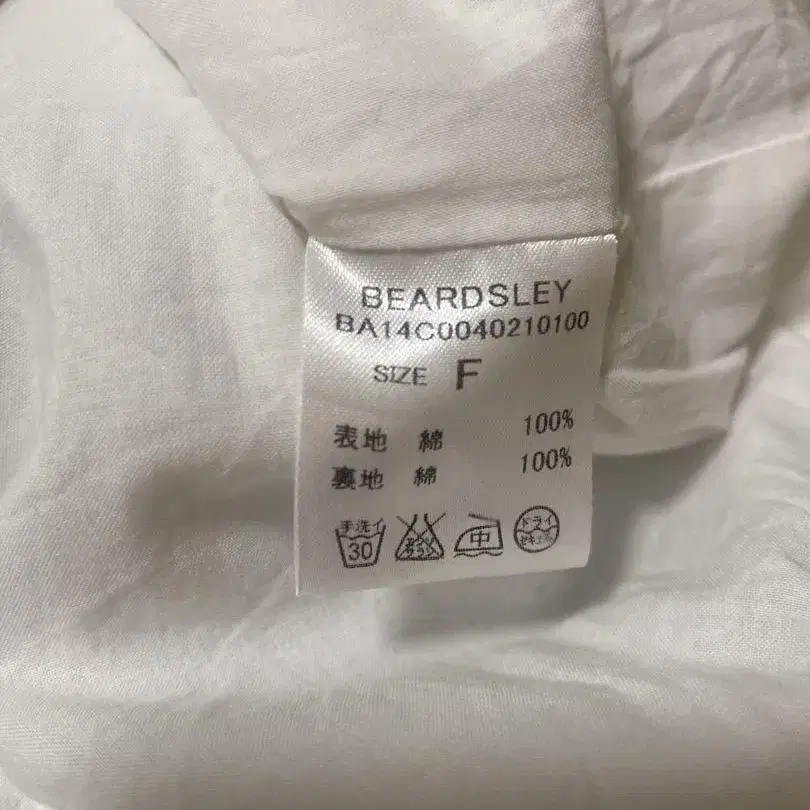 BEARDSLEY
BA14C0040210100
SIZE F
表地 綿 100%
裏地 綿 100%
手洗イ 30
中
ドライ